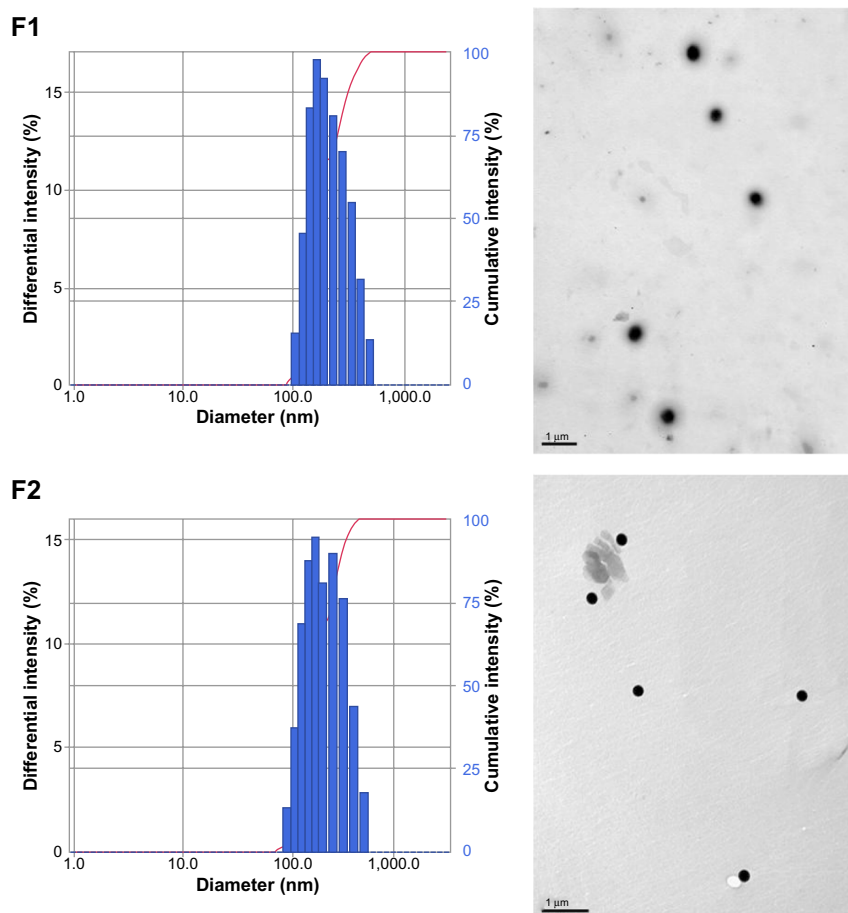 F1
Differential intensity (%)
15
10
5
0
100
75
50
25
0
Cumulative intensity (%)
1.0 10.0 100.0 1,000.0
Diameter (nm)
1 μm
F2
Differential intensity (%)
15
10
5
0
100
75
50
25
0
Cumulative intensity (%)
1.0 10.0 100.0 1,000.0
Diameter (nm)
1 μm